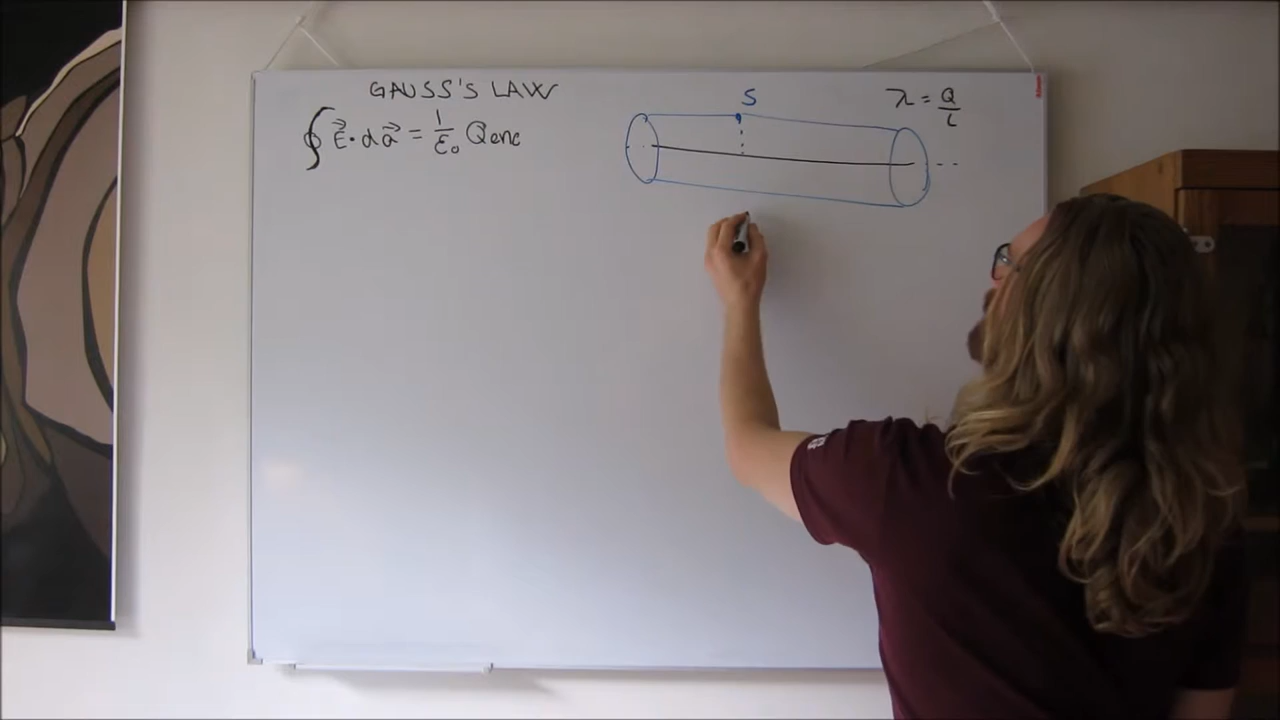 GAUSS'S LAW
∮ E⃗ · da⃗ = 1/ε₀ Qenc
S
λ = Q/L